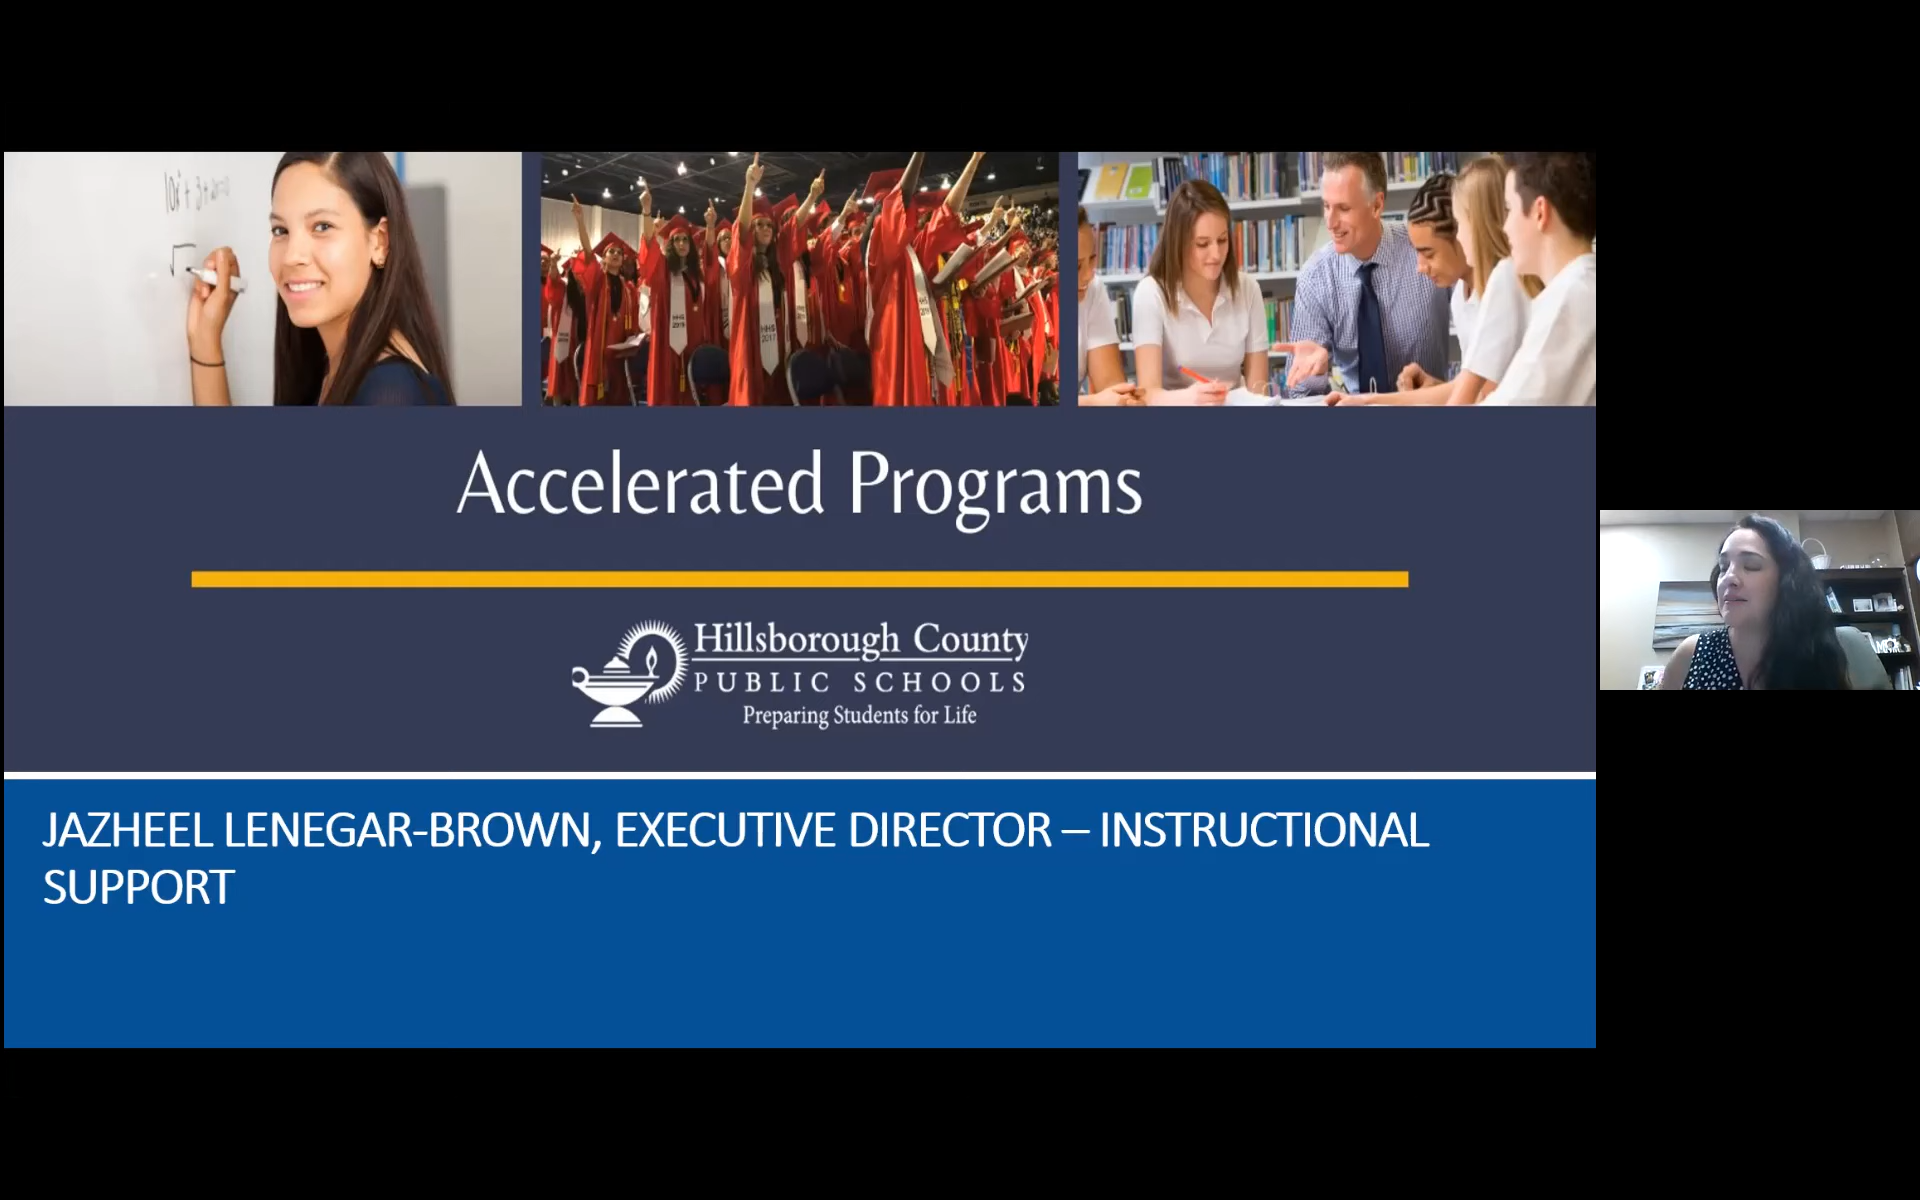 Accelerated Programs
Hillsborough County
PUBLIC SCHOOLS
Preparing Students for Life
JAZHEEL LENEGAR-BROWN, EXECUTIVE DIRECTOR – INSTRUCTIONAL
SUPPORT